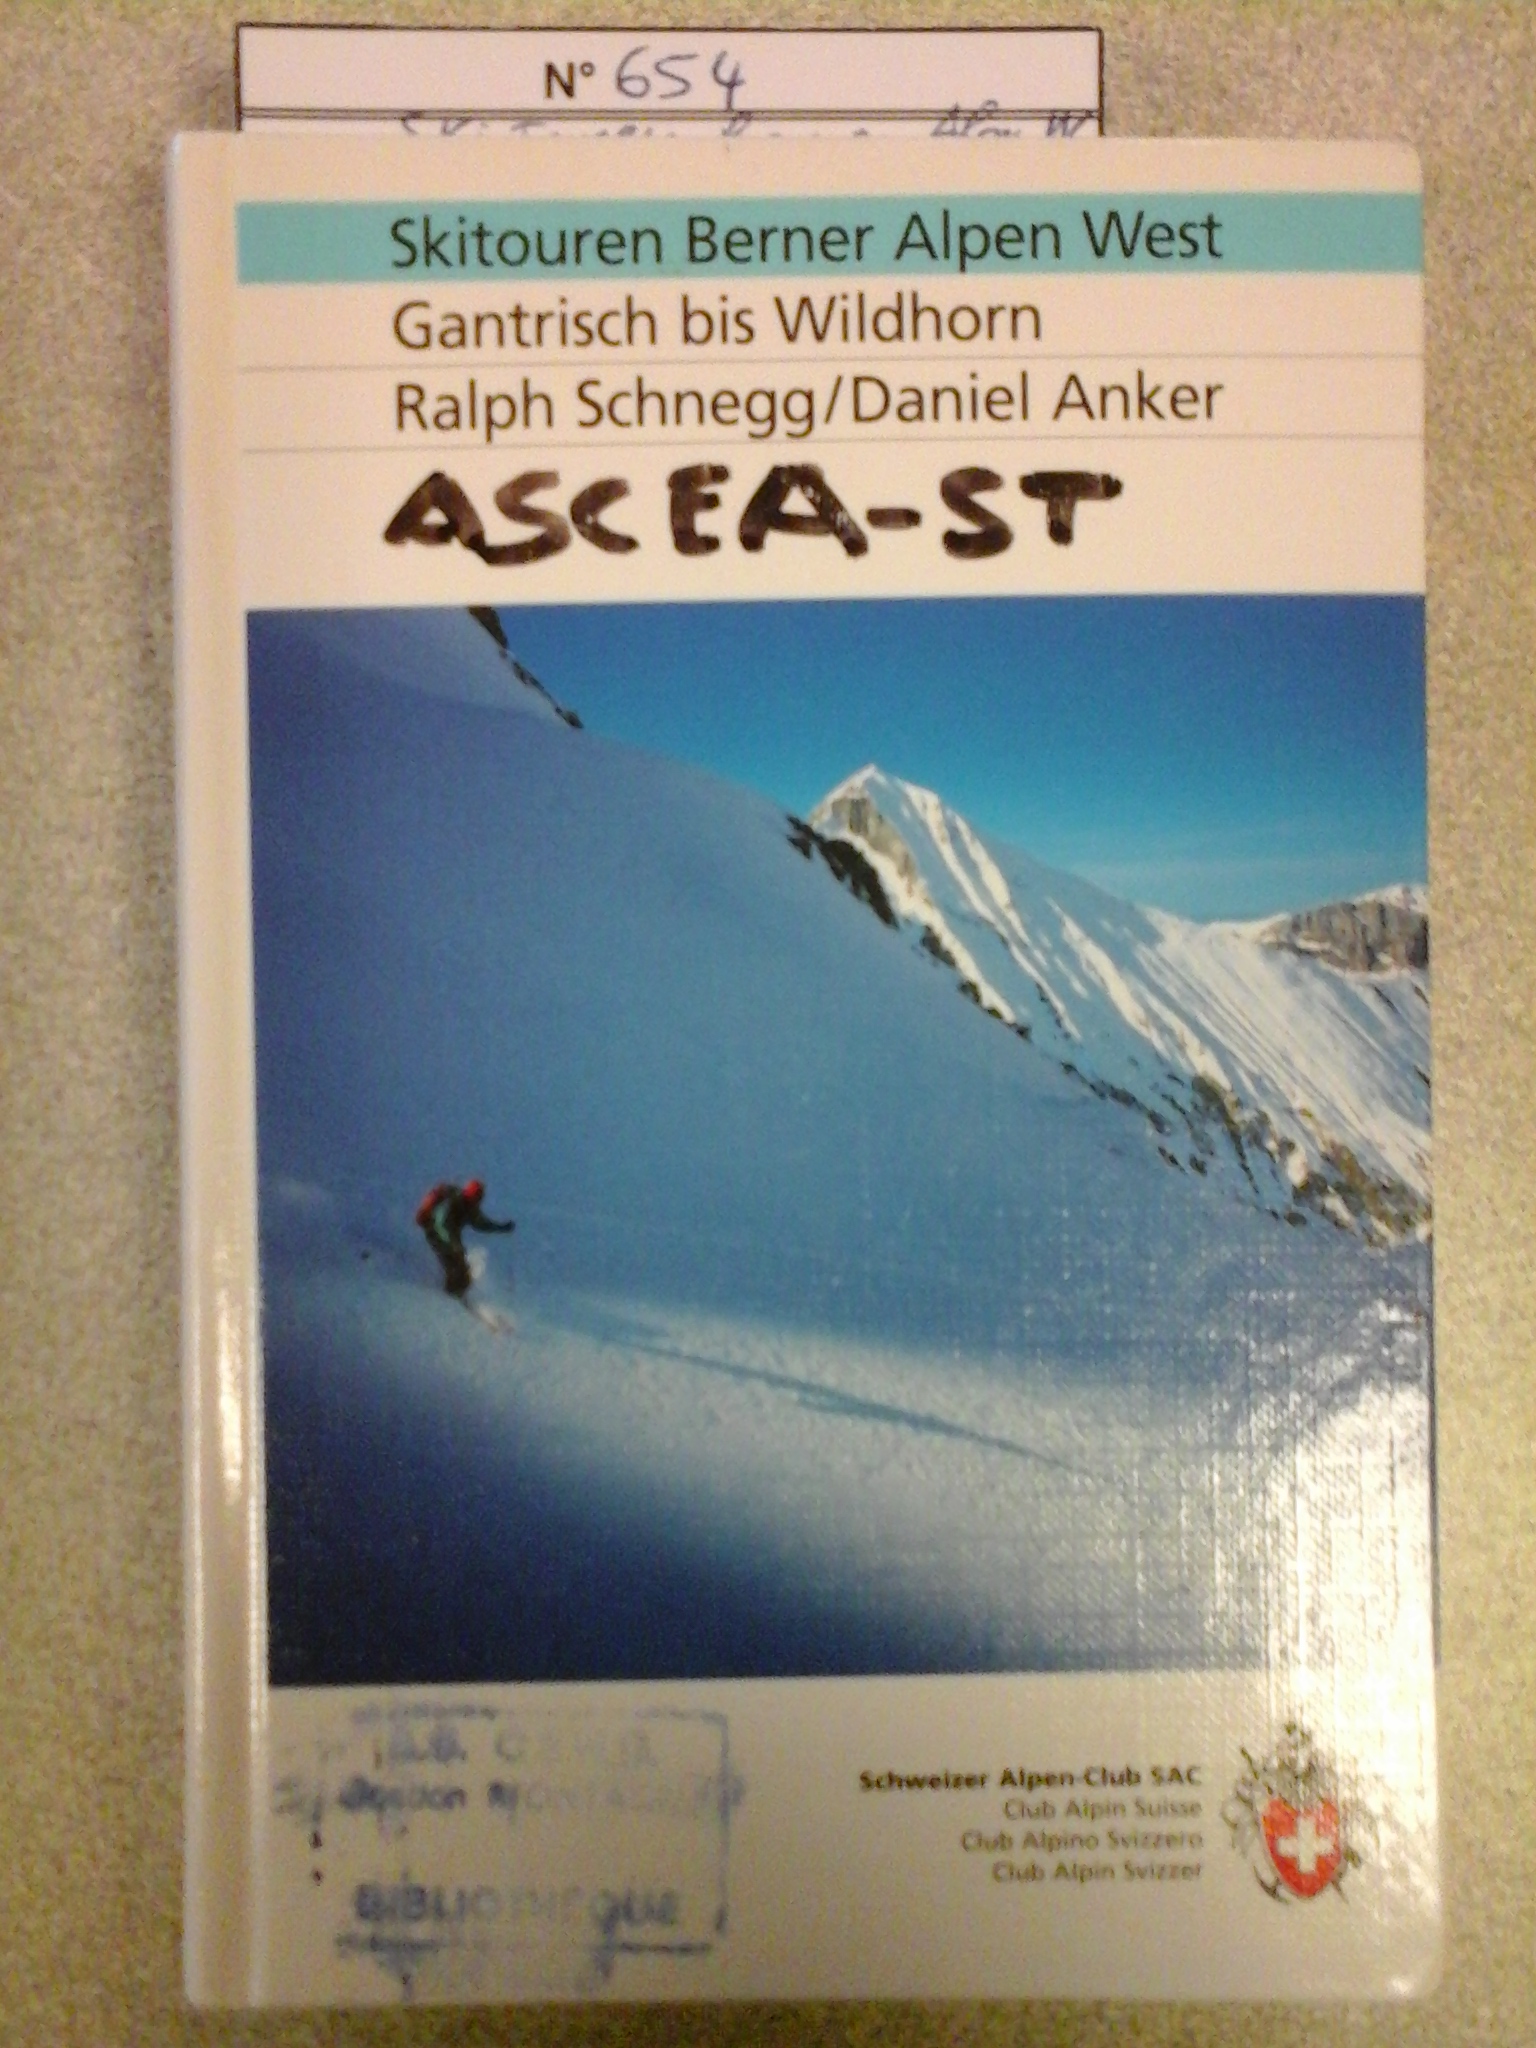 N° 654
Skitouren Berner Alpen West
Gantrisch bis Wildhorn
Ralph Schnegg/Daniel Anker
ASCEA-ST
Schweizer Alpen-Club SAC
Club Alpin Suisse
Club Alpino Svizzero
Club Alpin Svizzer
BIBLIOTHEQUE